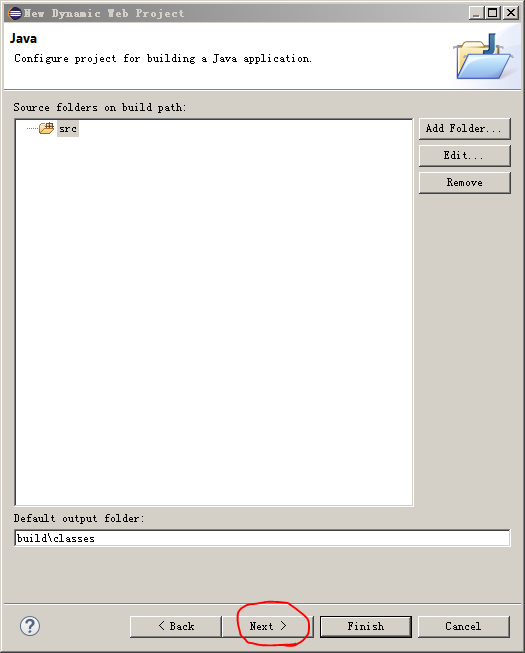 New Dynamic Web Project
Java
Configure project for building a Java application.
Source folders on build path:
src
Add Folder...
Edit...
Remove
Default output folder:
build\classes
?
< Back
Next >
Finish
Cancel